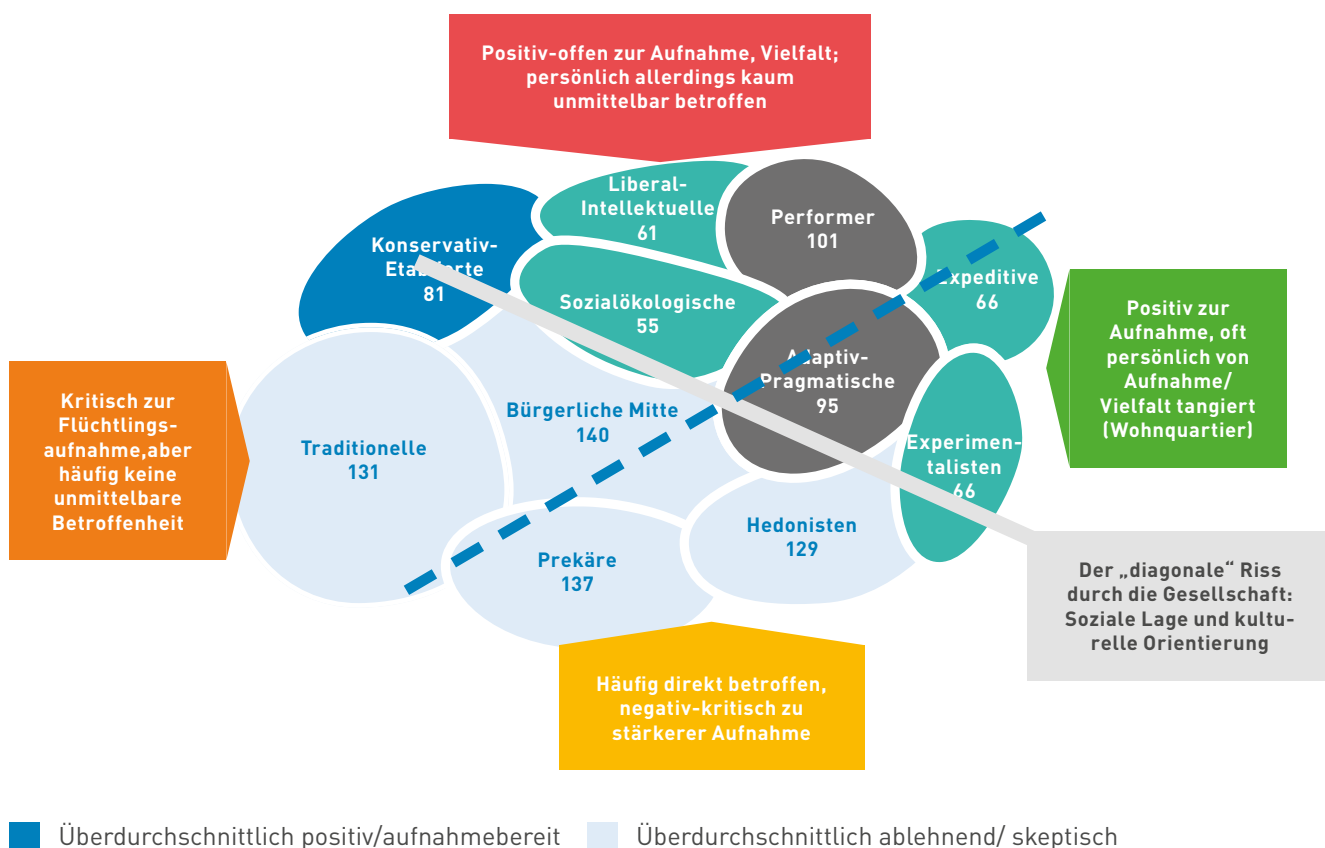 Positiv-offen zur Aufnahme, Vielfalt;
persönlich allerdings kaum
unmittelbar betroffen
Liberal-
Intellektuelle
61
Performer
101
Konservativ-
Etablierte
81
Sozialökologische
55
Expeditive
66
Adaptiv-
Pragmatische
95
Positiv zur
Aufnahme, oft
persönlich von
Aufnahme/
Vielfalt tangiert
(Wohnquartier)
Kritisch zur
Flüchtlings-
aufnahme,aber
häufig keine
unmittelbare
Betroffenheit
Traditionelle
131
Bürgerliche Mitte
140
Experimen-
talisten
66
Hedonisten
129
Prekäre
137
Der „diagonale“ Riss
durch die Gesellschaft:
Soziale Lage und kultu-
relle Orientierung
Häufig direkt betroffen,
negativ-kritisch zu
stärkerer Aufnahme
Überdurchschnittlich positiv/aufnahmebereit
Überdurchschnittlich ablehnend/ skeptisch